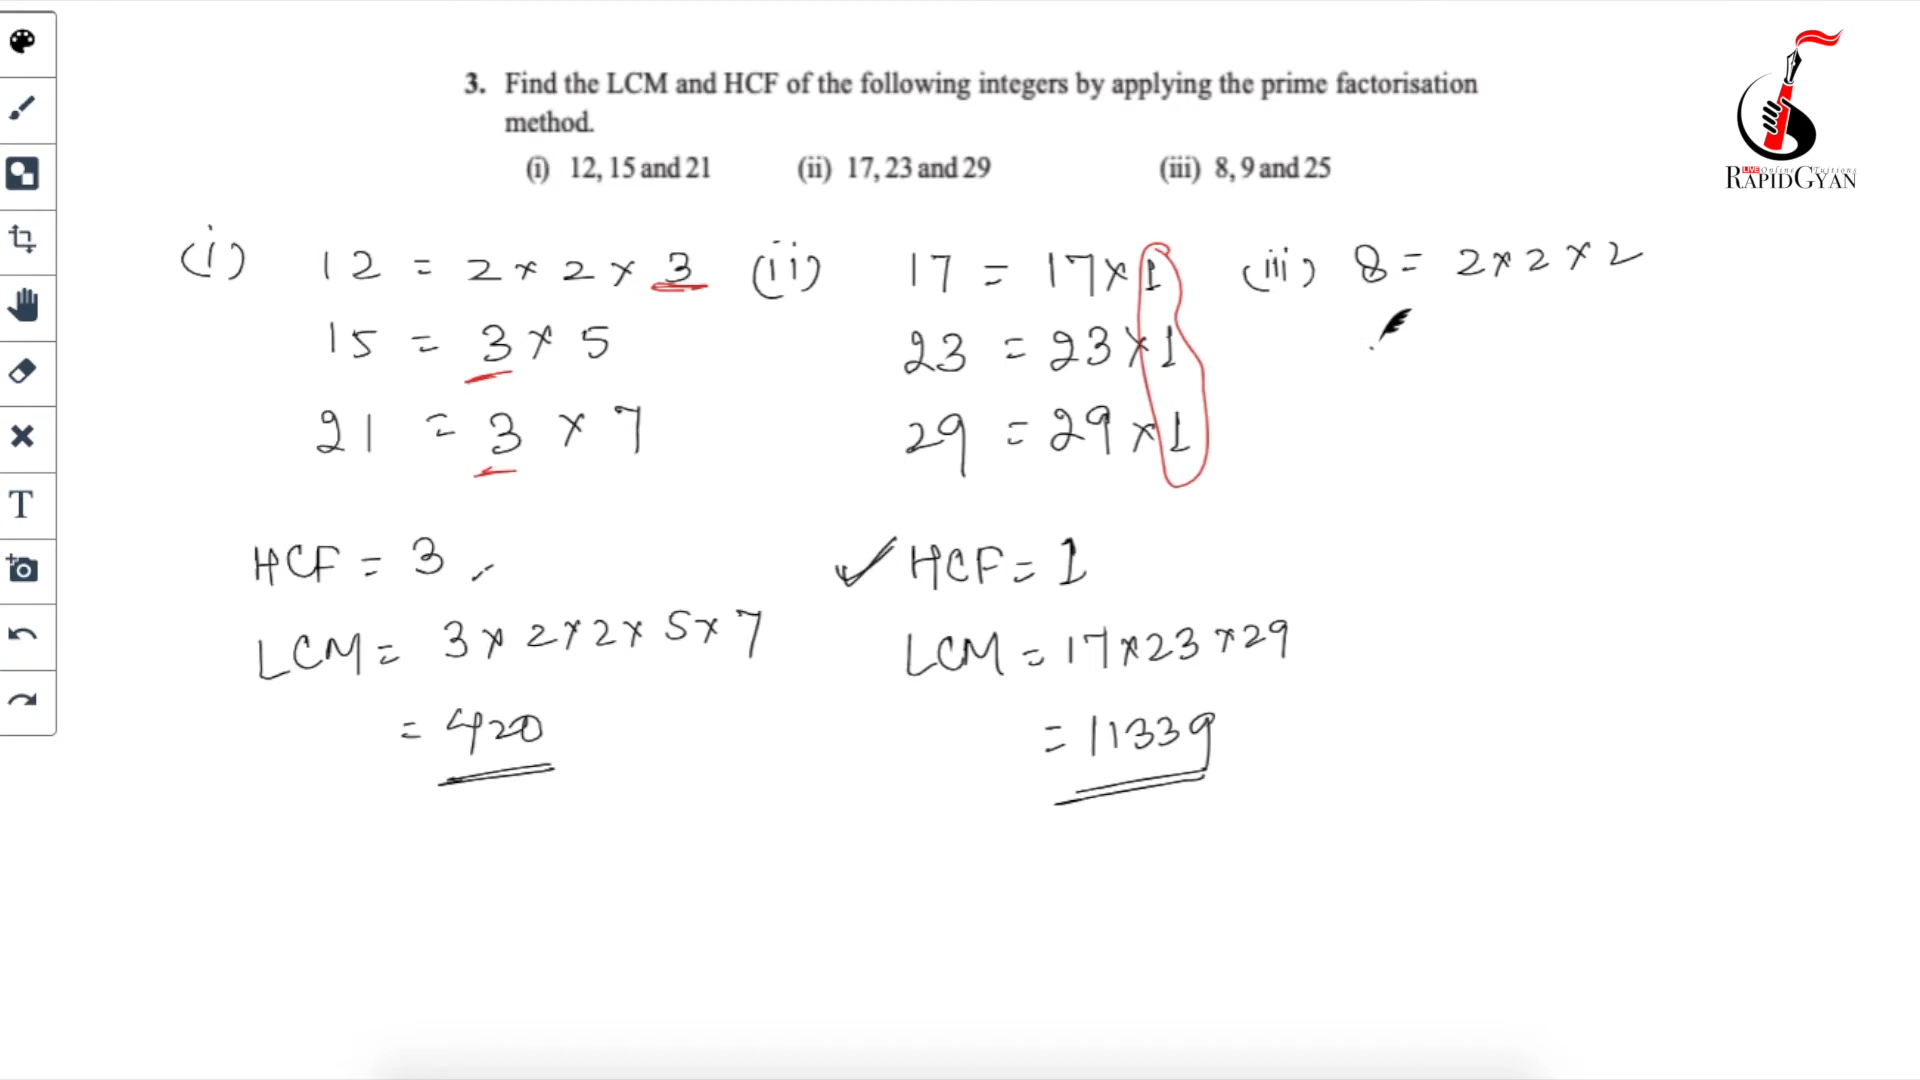 3. Find the LCM and HCF of the following integers by applying the prime factorisation
method.
(i) 12, 15 and 21 (ii) 17, 23 and 29 (iii) 8, 9 and 25
LIVE Online Tuitions
RAPIDGYAN
(i) 12 = 2 × 2 × 3
15 = 3 × 5
21 = 3 × 7
HCF = 3
LCM = 3 × 2 × 2 × 5 × 7
= 420
(ii) 17 = 17 × 1
23 = 23 × 1
29 = 29 × 1
HCF = 1
LCM = 17 × 23 × 29
= 11339
(iii) 8 = 2 × 2 × 2
T